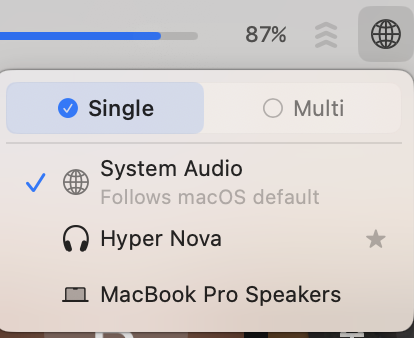 87%
Single
Multi
System Audio
Follows macOS default
Hyper Nova
MacBook Pro Speakers